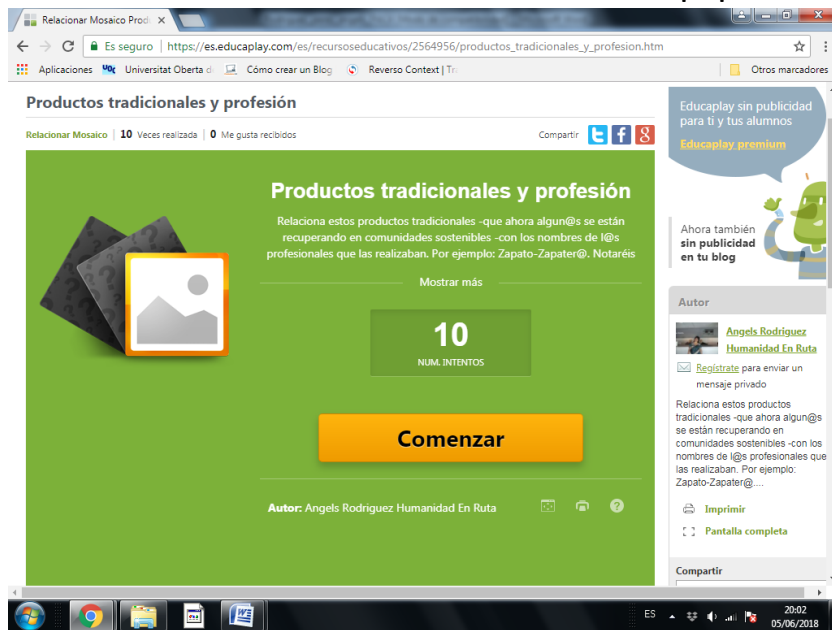 Relacionar Mosaico Prod
Es seguro | https://es.educaplay.com/es/recursoseducativos/2564956/productos_tradicionales_y_profesion.htm
Aplicaciones UOC Universitat Oberta d Cómo crear un Blog Reverso Context | Tr Otros marcadores
Productos tradicionales y profesión
Relacionar Mosaico | 10 Veces realizada | 0 Me gusta recibidos
Compartir
Productos tradicionales y profesión
Relaciona estos productos tradicionales -que ahora algun@s se están
recuperando en comunidades sostenibles -con los nombres de l@s
profesionales que las realizaban. Por ejemplo: Zapato-Zapater@. Notaréis
Mostrar más
10
NUM. INTENTOS
Comenzar
Autor: Angels Rodriguez Humanidad En Ruta
Educaplay sin publicidad
para ti y tus alumnos
Educaplay premium
Ahora también
sin publicidad
en tu blog
Autor
Angels Rodriguez
Humanidad En Ruta
Regístrate para enviar un
mensaje privado
Relaciona estos productos
tradicionales -que ahora algun@s
se están recuperando en
comunidades sostenibles -con los
nombres de l@s profesionales que
las realizaban. Por ejemplo:
Zapato-Zapater@....
Imprimir
Pantalla completa
Compartir
ES
20:02
05/06/2018